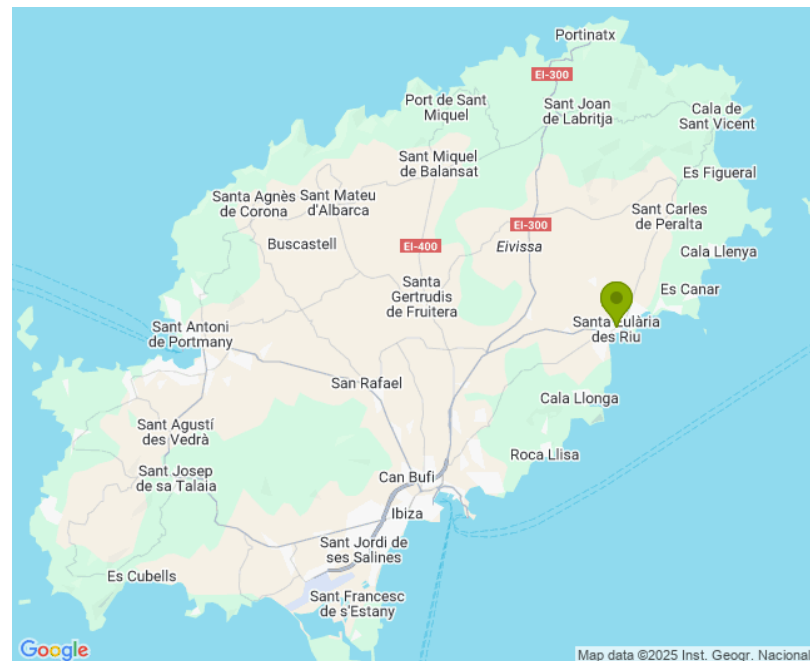 Portinatx
EI-300
Port de Sant
Miquel
Sant Joan
de Labritja
Cala de
Sant Vicent
Sant Miquel
de Balansat
Es Figueral
Santa Agnès
de Corona
Sant Mateu
d'Albarca
Sant Carles
de Peralta
EI-300
Buscastell
EI-400
Eivissa
Cala Llenya
Santa
Gertrudis
de Fruitera
Es Canar
Sant Antoni
de Portmany
Santa Eulària
des Riu
San Rafael
Cala Llonga
Sant Agustí
des Vedrà
Roca Llisa
Sant Josep
de sa Talaia
Can Bufi
Ibiza
Sant Jordi de
ses Salines
Es Cubells
Sant Francesc
de s'Estany
Google
Map data ©2025 Inst. Geogr. Nacional